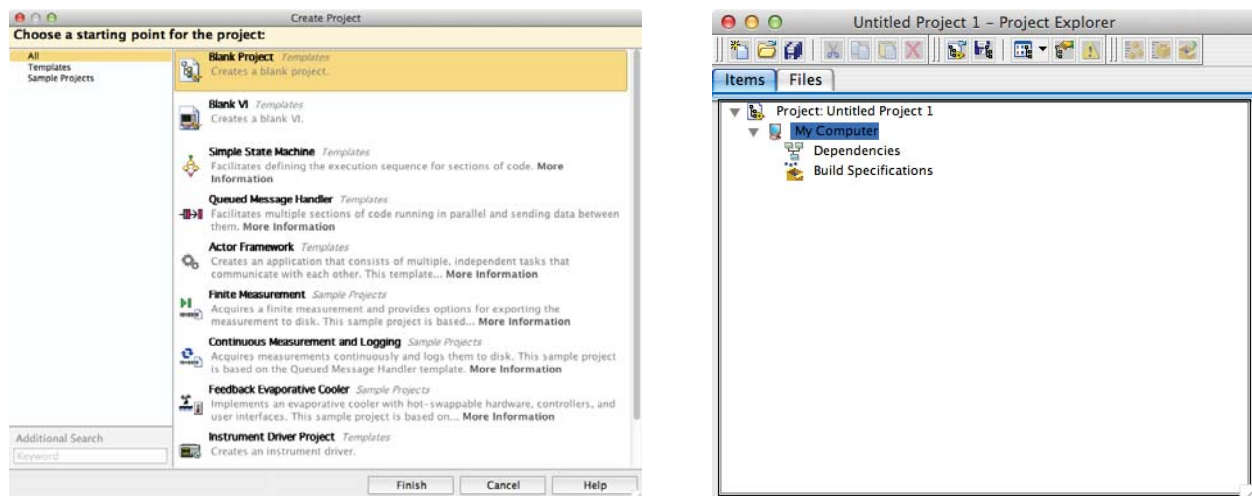 Create Project
Choose a starting point for the project:
All
Templates
Sample Projects
Blank Project Templates
Creates a blank project.
Blank VI Templates
Creates a blank VI.
Simple State Machine Templates
Facilitates defining the execution sequence for sections of code. More
Information
Queued Message Handler Templates
Facilitates multiple sections of code running in parallel and sending data between
them. More Information
Actor Framework Templates
Creates an application that consists of multiple, independent tasks that
communicate with each other. This template... More Information
Finite Measurement Sample Projects
Acquires a finite measurement and provides options for exporting the
measurement to disk. This sample project is based... More Information
Continuous Measurement and Logging Sample Projects
Acquires measurements continuously and logs them to disk. This sample project
is based on the Queued Message Handler template. More Information
Feedback Evaporative Cooler Sample Projects
Implements an evaporative cooler with hot-swappable hardware, controllers, and
user interfaces. This sample project is based on... More Information
Instrument Driver Project Templates
Creates an instrument driver.
Additional Search
Keyword
Finish
Cancel
Help
Untitled Project 1 – Project Explorer
Items
Files
Project: Untitled Project 1
My Computer
Dependencies
Build Specifications